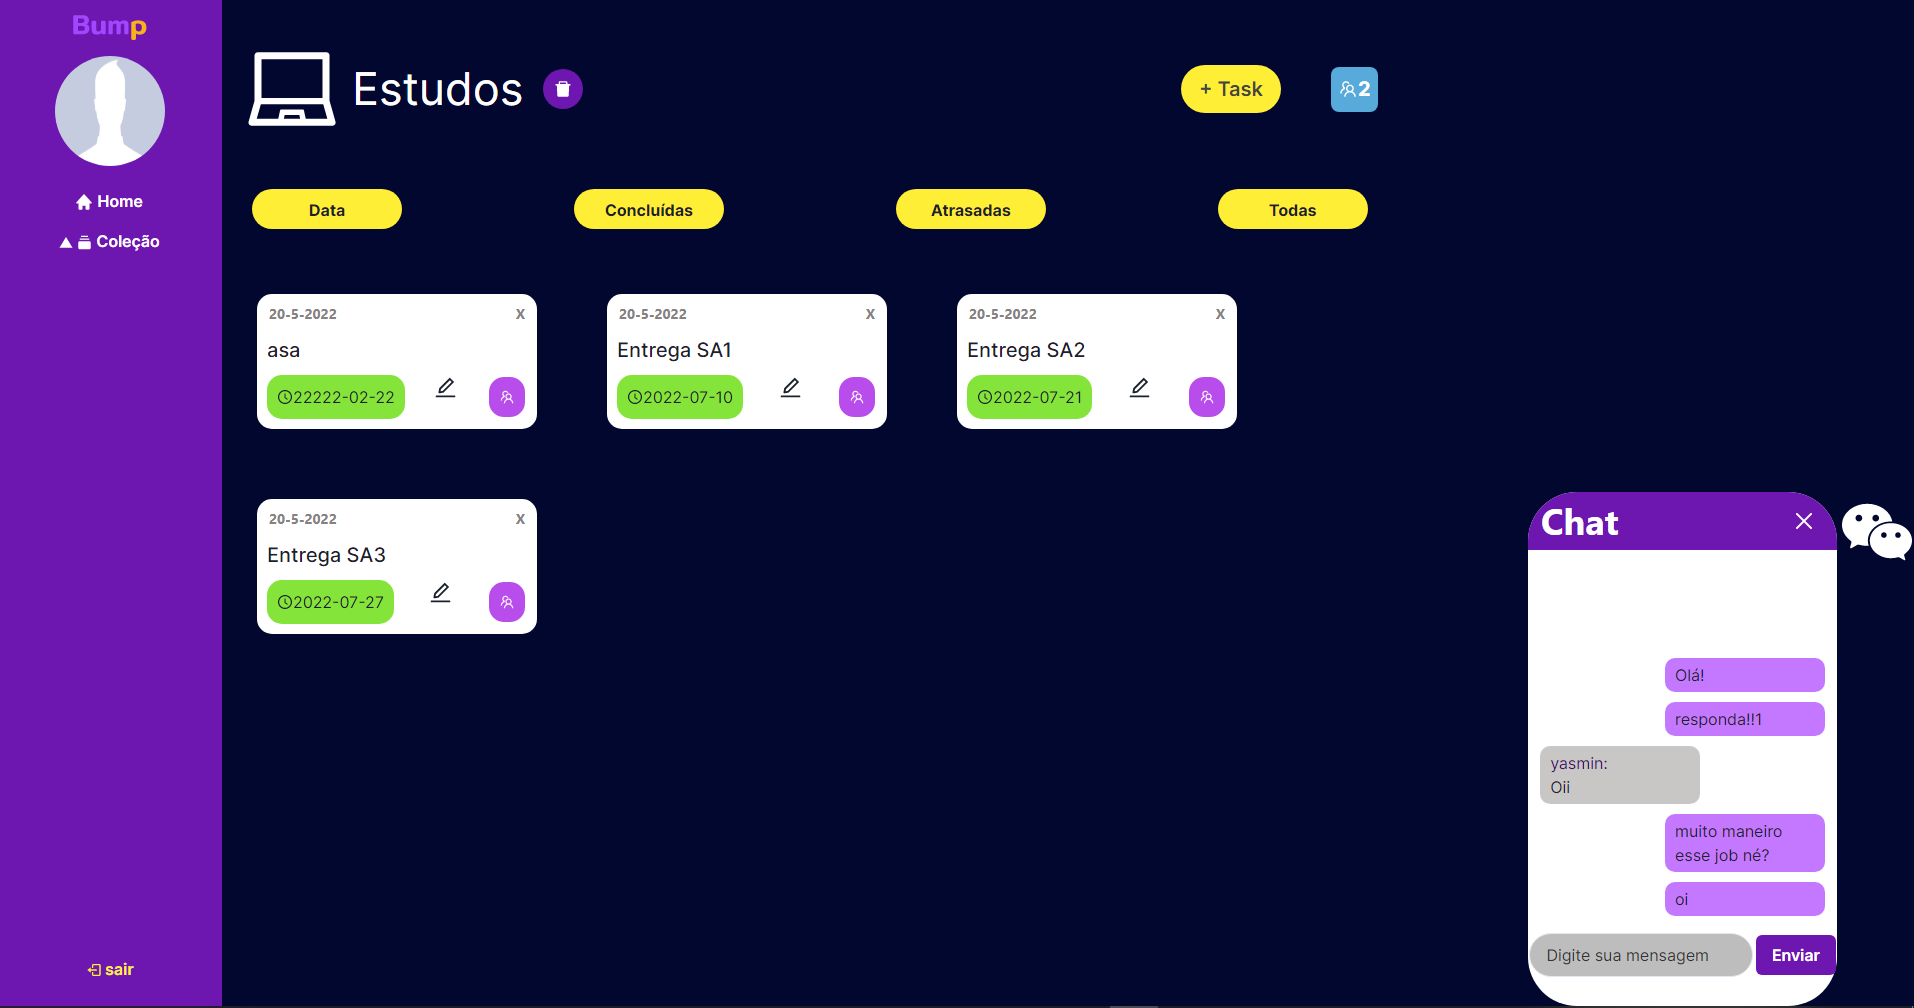 Bump
Home
Coleção
sair
Estudos
+ Task
2
Data
Concluídas
Atrasadas
Todas
20-5-2022
X
asa
22222-02-22
20-5-2022
X
Entrega SA1
2022-07-10
20-5-2022
X
Entrega SA2
2022-07-21
20-5-2022
X
Entrega SA3
2022-07-27
Chat
Olá!
responda!!1
yasmin:
Oii
muito maneiro
esse job né?
oi
Digite sua mensagem
Enviar